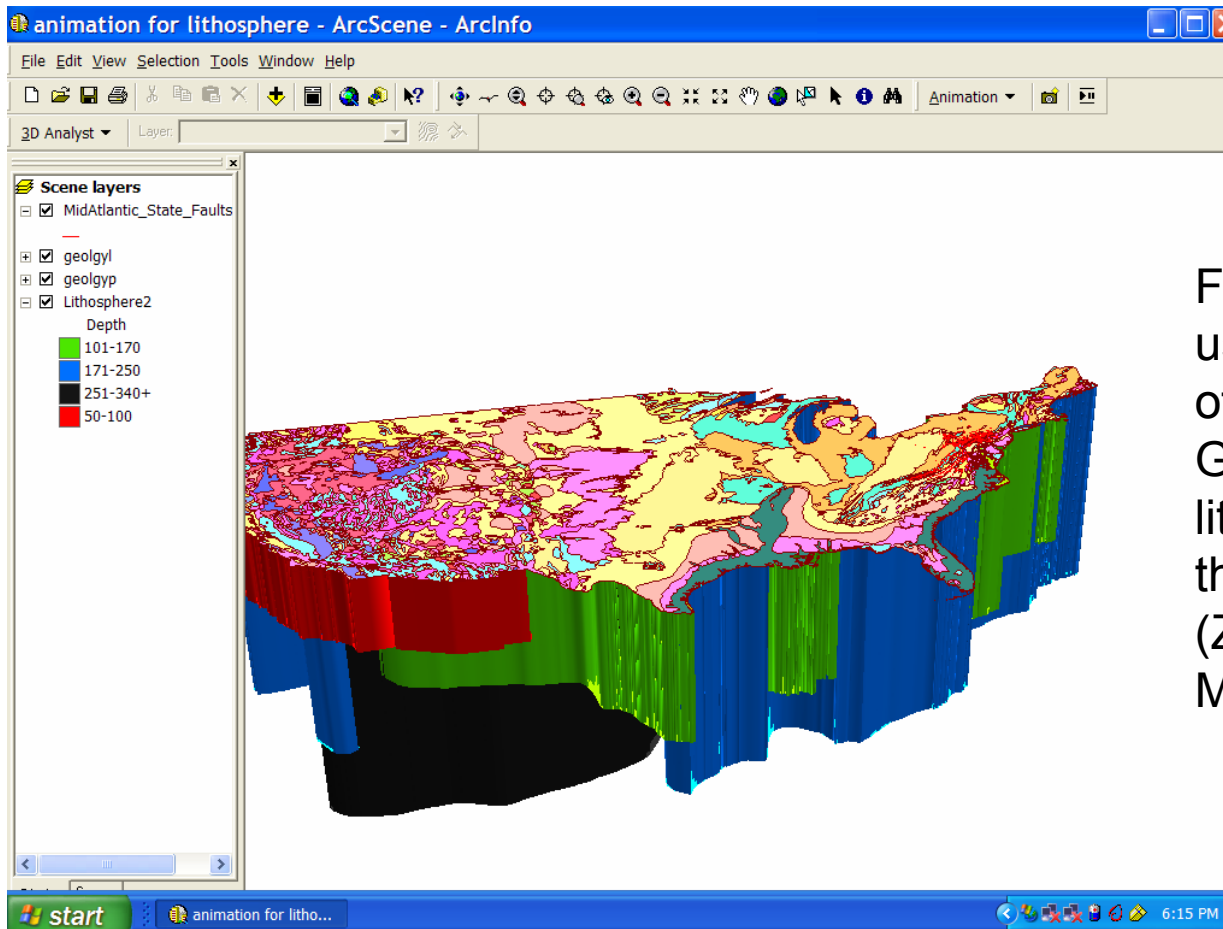 animation for lithosphere - ArcScene - ArcInfo
File Edit View Selection Tools Window Help
Animation
3D Analyst Layer:
Scene layers
MidAtlantic_State_Faults
geolgyl
geolgyp
Lithosphere2
Depth
101-170
171-250
251-340+
50-100
F
u
o
G
lit
th
(Z
M
start animation for litho... 6:15 PM